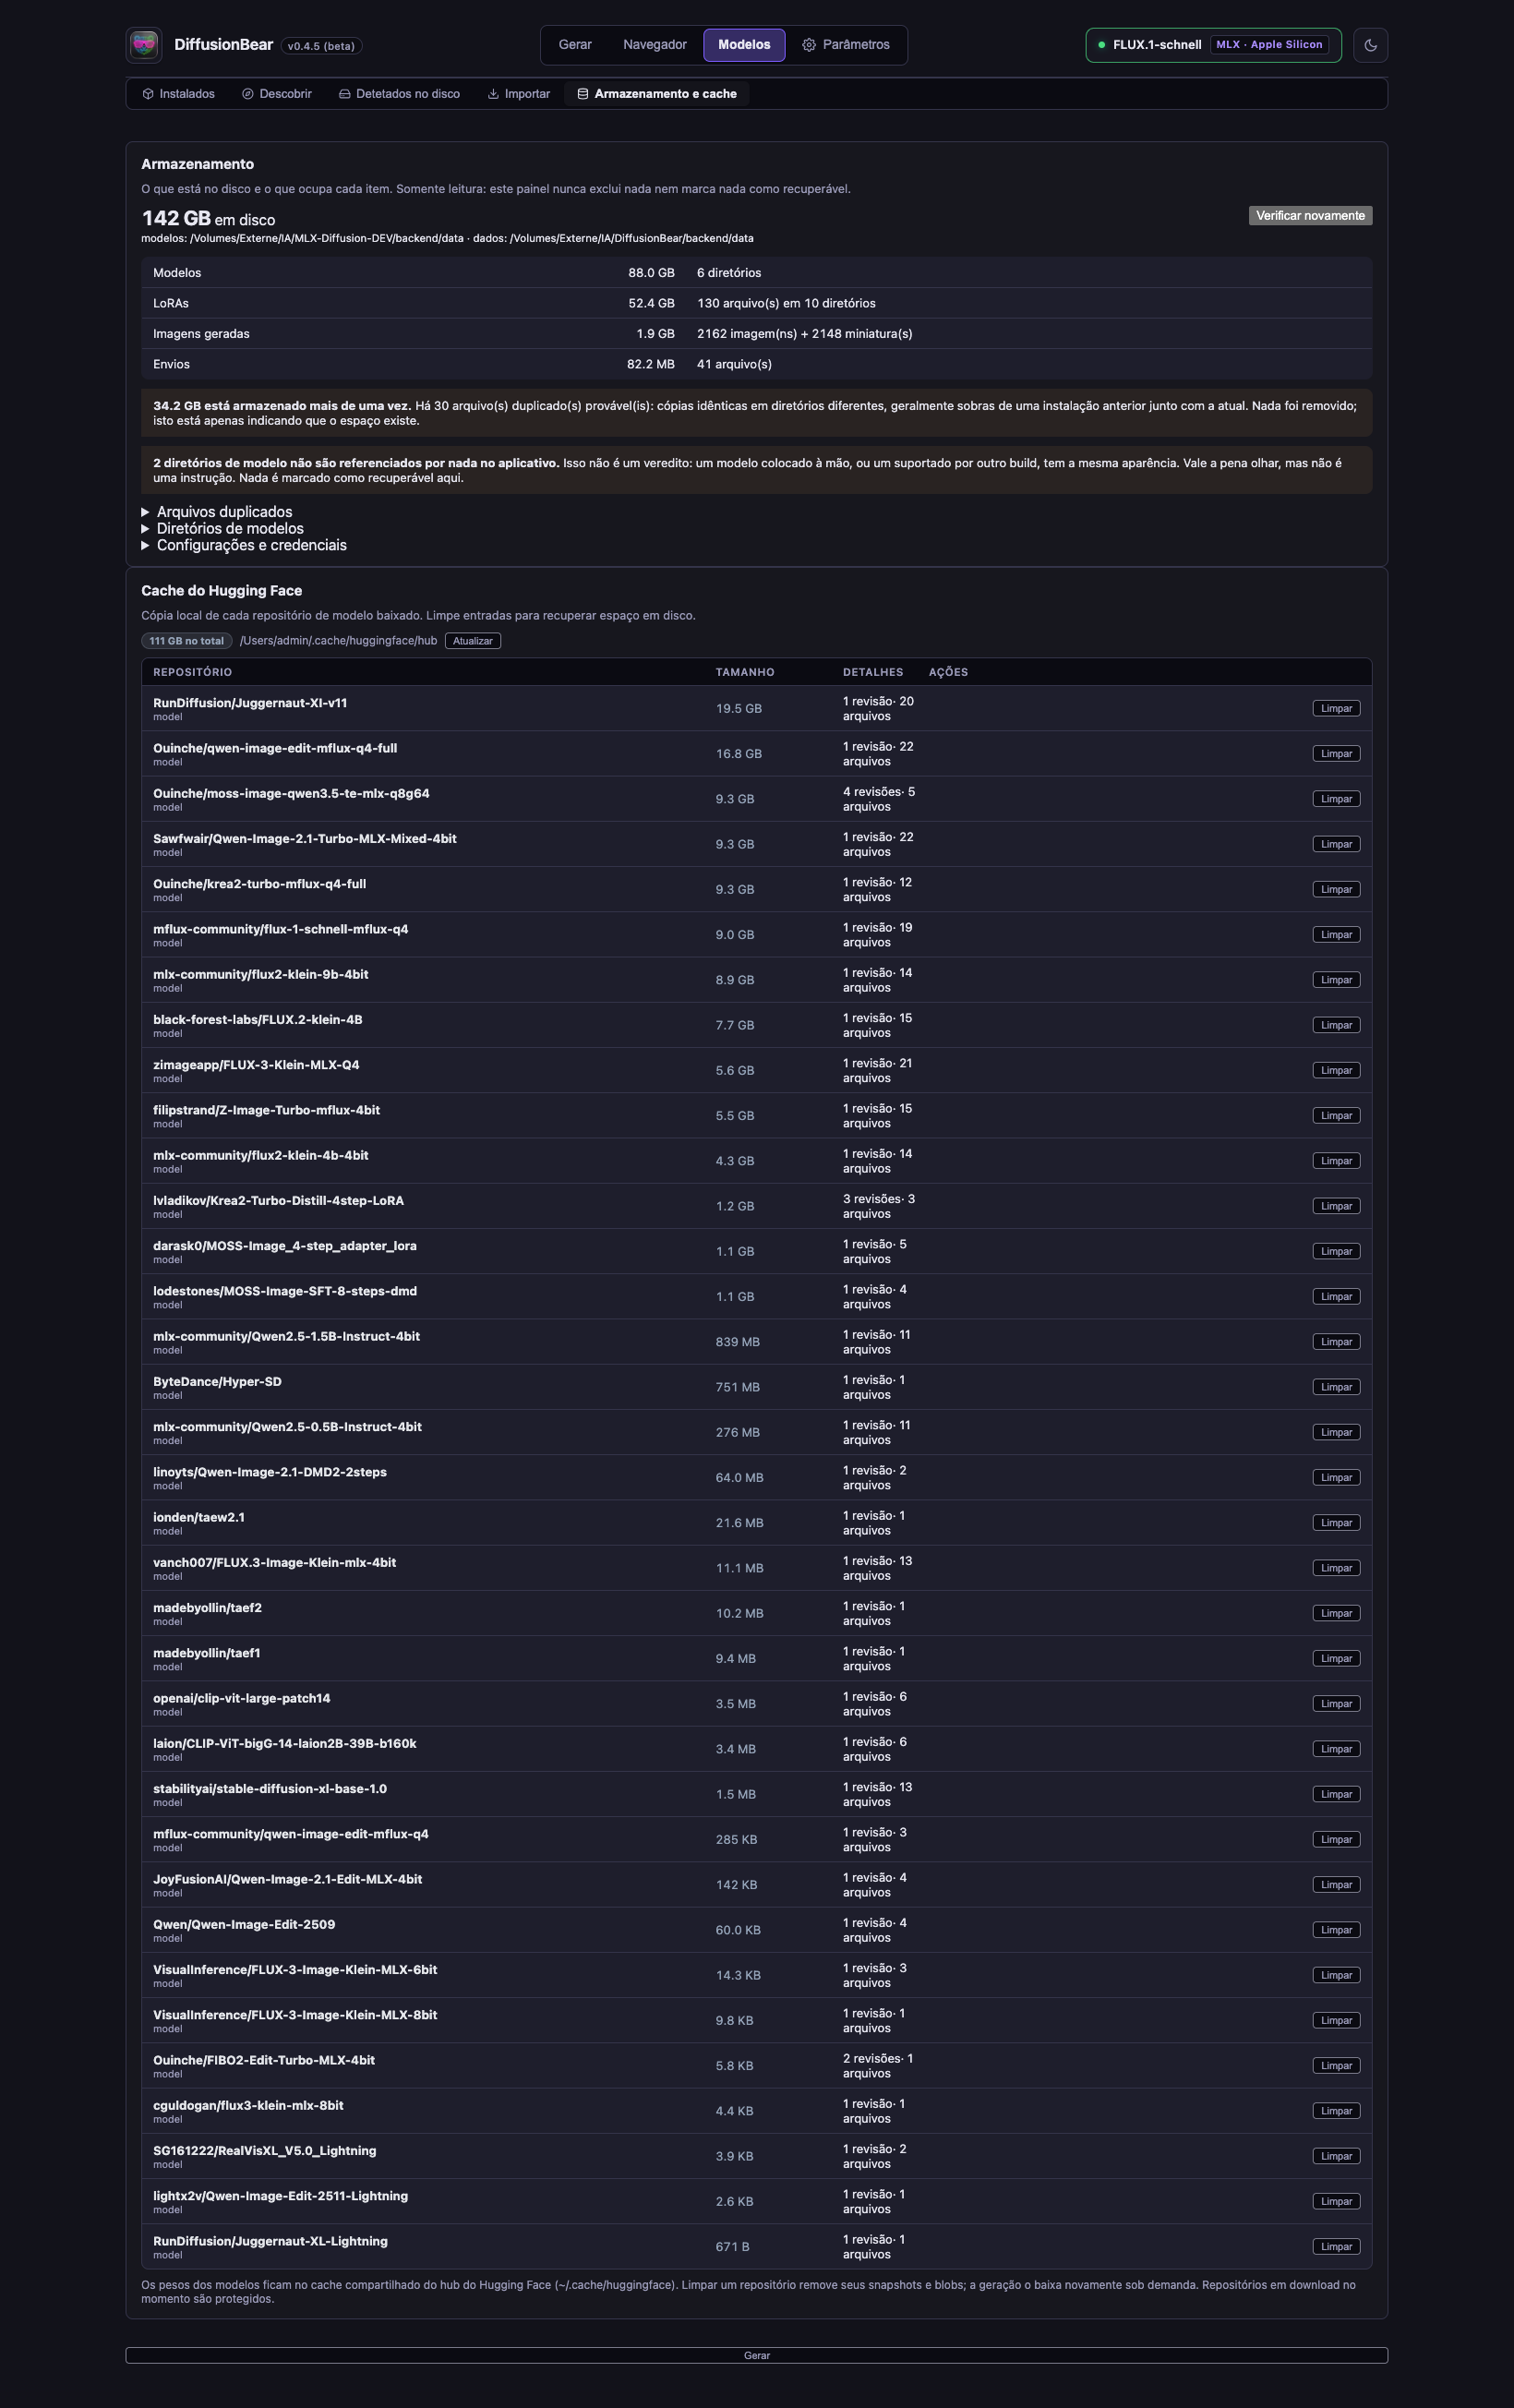 DiffusionBear v0.4.5 (beta)
Gerar Navegador Modelos Parâmetros
FLUX.1-schnell MLX · Apple Silicon
Instalados Descobrir Detetados no disco Importar Armazenamento e cache
Armazenamento
O que está no disco e o que ocupa cada item. Somente leitura: este painel nunca exclui nada nem marca nada como recuperável.
142 GB em disco
Verificar novamente
modelos: /Volumes/Externe/IA/MLX-Diffusion-DEV/backend/data · dados: /Volumes/Externe/IA/DiffusionBear/backend/data
Modelos 88.0 GB 6 diretórios
LoRAs 52.4 GB 130 arquivo(s) em 10 diretórios
Imagens geradas 1.9 GB 2162 imagem(ns) + 2148 miniatura(s)
Envios 82.2 MB 41 arquivo(s)
34.2 GB está armazenado mais de uma vez. Há 30 arquivo(s) duplicado(s) provável(is): cópias idênticas em diretórios diferentes, geralmente sobras de uma instalação anterior junto com a atual. Nada foi removido;
isto está apenas indicando que o espaço existe.
2 diretórios de modelo não são referenciados por nada no aplicativo. Isso não é um veredito: um modelo colocado à mão, ou um suportado por outro build, tem a mesma aparência. Vale a pena olhar, mas não é
uma instrução. Nada é marcado como recuperável aqui.
Arquivos duplicados
Diretórios de modelos
Configurações e credenciais
Cache do Hugging Face
Cópia local de cada repositório de modelo baixado. Limpe entradas para recuperar espaço em disco.
111 GB no total /Users/admin/.cache/huggingface/hub Atualizar
REPOSITÓRIO TAMANHO DETALHES AÇÕES
RunDiffusion/Juggernaut-XI-v11
model
19.5 GB
1 revisão· 20
arquivos
Limpar
Ouinche/qwen-image-edit-mflux-q4-full
model
16.8 GB
1 revisão· 22
arquivos
Limpar
Ouinche/moss-image-qwen3.5-te-mlx-q8g64
model
9.3 GB
4 revisões· 5
arquivos
Limpar
Sawfwair/Qwen-Image-2.1-Turbo-MLX-Mixed-4bit
model
9.3 GB
1 revisão· 22
arquivos
Limpar
Ouinche/krea2-turbo-mflux-q4-full
model
9.3 GB
1 revisão· 12
arquivos
Limpar
mflux-community/flux-1-schnell-mflux-q4
model
9.0 GB
1 revisão· 19
arquivos
Limpar
mlx-community/flux2-klein-9b-4bit
model
8.9 GB
1 revisão· 14
arquivos
Limpar
black-forest-labs/FLUX.2-klein-4B
model
7.7 GB
1 revisão· 15
arquivos
Limpar
zimageapp/FLUX-3-Klein-MLX-Q4
model
5.6 GB
1 revisão· 21
arquivos
Limpar
filipstrand/Z-Image-Turbo-mflux-4bit
model
5.5 GB
1 revisão· 15
arquivos
Limpar
mlx-community/flux2-klein-4b-4bit
model
4.3 GB
1 revisão· 14
arquivos
Limpar
lvladikov/Krea2-Turbo-Distill-4step-LoRA
model
1.2 GB
3 revisões· 3
arquivos
Limpar
darask0/MOSS-Image_4-step_adapter_lora
model
1.1 GB
1 revisão· 5
arquivos
Limpar
lodestones/MOSS-Image-SFT-8-steps-dmd
model
1.1 GB
1 revisão· 4
arquivos
Limpar
mlx-community/Qwen2.5-1.5B-Instruct-4bit
model
839 MB
1 revisão· 11
arquivos
Limpar
ByteDance/Hyper-SD
model
751 MB
1 revisão· 1
arquivos
Limpar
mlx-community/Qwen2.5-0.5B-Instruct-4bit
model
276 MB
1 revisão· 11
arquivos
Limpar
linoyts/Qwen-Image-2.1-DMD2-2steps
model
64.0 MB
1 revisão· 2
arquivos
Limpar
ionden/taew2.1
model
21.6 MB
1 revisão· 1
arquivos
Limpar
vanch007/FLUX.3-Image-Klein-mlx-4bit
model
11.1 MB
1 revisão· 13
arquivos
Limpar
madebyollin/taef2
model
10.2 MB
1 revisão· 1
arquivos
Limpar
madebyollin/taef1
model
9.4 MB
1 revisão· 1
arquivos
Limpar
openai/clip-vit-large-patch14
model
3.5 MB
1 revisão· 6
arquivos
Limpar
laion/CLIP-ViT-bigG-14-laion2B-39B-b160k
model
3.4 MB
1 revisão· 6
arquivos
Limpar
stabilityai/stable-diffusion-xl-base-1.0
model
1.5 MB
1 revisão· 13
arquivos
Limpar
mflux-community/qwen-image-edit-mflux-q4
model
285 KB
1 revisão· 3
arquivos
Limpar
JoyFusionAI/Qwen-Image-2.1-Edit-MLX-4bit
model
142 KB
1 revisão· 4
arquivos
Limpar
Qwen/Qwen-Image-Edit-2509
model
60.0 KB
1 revisão· 4
arquivos
Limpar
VisualInference/FLUX-3-Image-Klein-MLX-6bit
model
14.3 KB
1 revisão· 3
arquivos
Limpar
VisualInference/FLUX-3-Image-Klein-MLX-8bit
model
9.8 KB
1 revisão· 1
arquivos
Limpar
Ouinche/FIBO2-Edit-Turbo-MLX-4bit
model
5.8 KB
2 revisões· 1
arquivos
Limpar
cguldogan/flux3-klein-mlx-8bit
model
4.4 KB
1 revisão· 1
arquivos
Limpar
SG161222/RealVisXL_V5.0_Lightning
model
3.9 KB
1 revisão· 2
arquivos
Limpar
lightx2v/Qwen-Image-Edit-2511-Lightning
model
2.6 KB
1 revisão· 1
arquivos
Limpar
RunDiffusion/Juggernaut-XL-Lightning
model
671 B
1 revisão· 1
arquivos
Limpar
Os pesos dos modelos ficam no cache compartilhado do hub do Hugging Face (~/.cache/huggingface). Limpar um repositório remove seus snapshots e blobs; a geração o baixa novamente sob demanda. Repositórios em download no
momento são protegidos.
Gerar